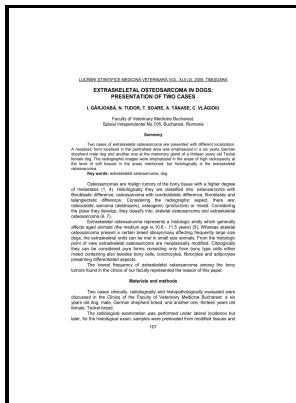 LUCRĂRI ŞTIINŢIFICE MEDICINĂ VETERINARĂ VOL. XLII (2), 2009, TIMIŞOARA
EXTRASKELETAL OSTEOSARCOMA IN DOGS:
PRESENTATION OF TWO CASES
I. GÂRJOABĂ, N. TUDOR, T. SOARE, A. TĂNASE, C. VLĂGIOIU
Faculty of Veterinary Medicine Bucharest,
Splaiul Independentei No.105, Bucharest, Romania
Summary
Two cases of extraskeletal osteosarcoma are presented with different localization.
A neoplasic form localized in the peritraheal area was emphasized in a six years German
shepherd male dog and another one at the mammary gland of a thirteen years old Teckel
female dog. The radiographic images were emphasized in the areas of high radiopacity at the
level of soft tissues in the areas mentioned, but histologically is the extraskeletal
osteosarcoma.
Key words: extraskeletal osteosarcoma, dog.
Osteosarcomas are malign tumors of the bony tissue with a higher degree
of metastasis (1, 4). Histologically they are classified into: osteosarcoma with
fibroblastic difference, osteosarcoma with condroblastic difference, fibroblastic and
telangiectatic difference. Considering the radiographic aspect, there are:
osteolytic sarcoma (destroyer), osteogenic (productive) or mixed. Considering
the place they develop, they classify into: skeletal osteosarcoma and extraskeletal
osteosarcoma (6, 7).
Extraskeletal osteosarcoma represents a histologic entity which generally
affects aged animals (the medium age is 10.6 - 11.5 years) (5). Whereas skeletal
osteosarcoma present a certain breed idiosyncrasy affecting frequently large size
dogs, the extraskeletal ontis can be met in small size animals. From the histologic
point of view extraskeletal osteosarcoma are neoplasically modified. Citologically
they can be considered pure forms consisting only from bony type cells either
mixed containing also besides bony cells, condrocytes, fibrocytes and adipocytes
presenting differentiated aspects.
The lowest frequency of extraskeletal osteosarcoma among the bony
tumors found in the clinics of our faculty represented the reason of this paper.
Materials and methods
Two cases clinically, radiologically and histopathologically evaluated were
discussed in the Clinics of the Faculty of Veterinary Medicine Bucharest: a six
years old dog, male, German shepherd breed, and another one, thirteen years old
female, Teckel breed.
The radiological examination was performed under lateral incidence but
later, for the histological exam, samples were prelevated from modified tissues and
107